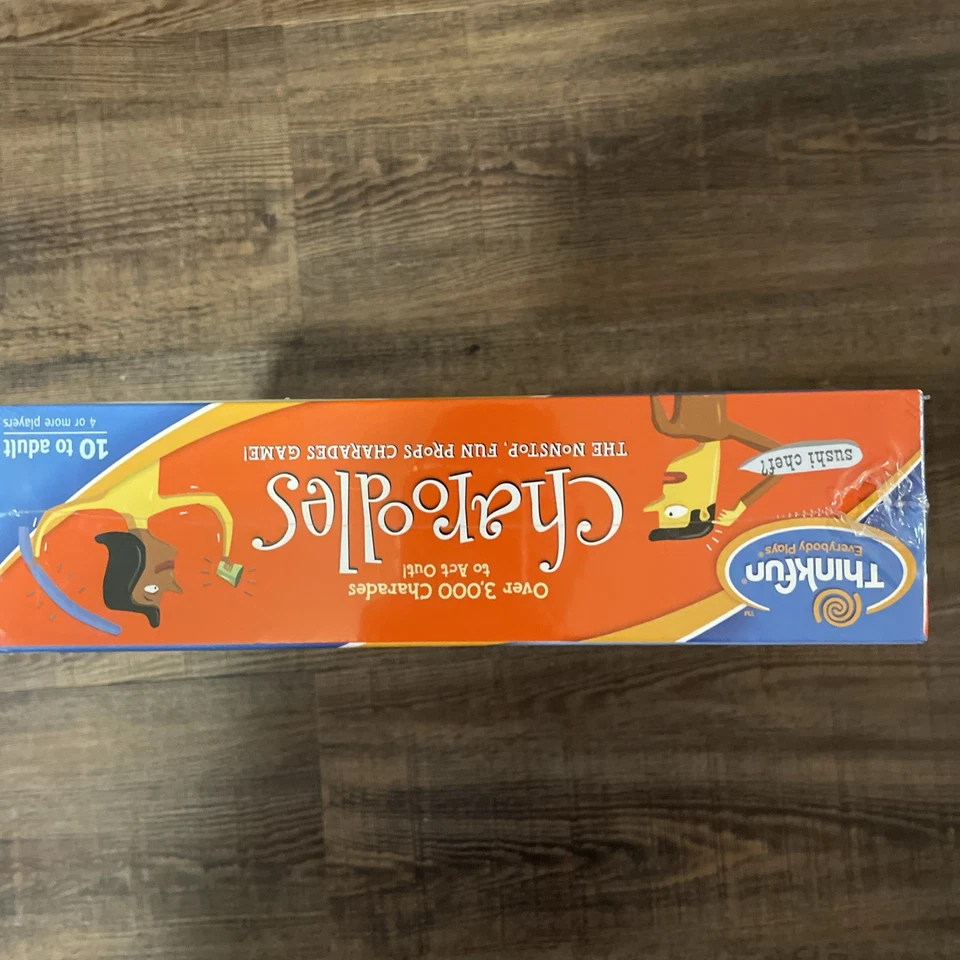 Thinkfun®
Everybody Plays™
Over 3,000 Charades
to Act Out!
charoodles
THE NONSTOP, FUN PROPS CHARADES GAME!
sushi chef?
10 to adult
4 or more players